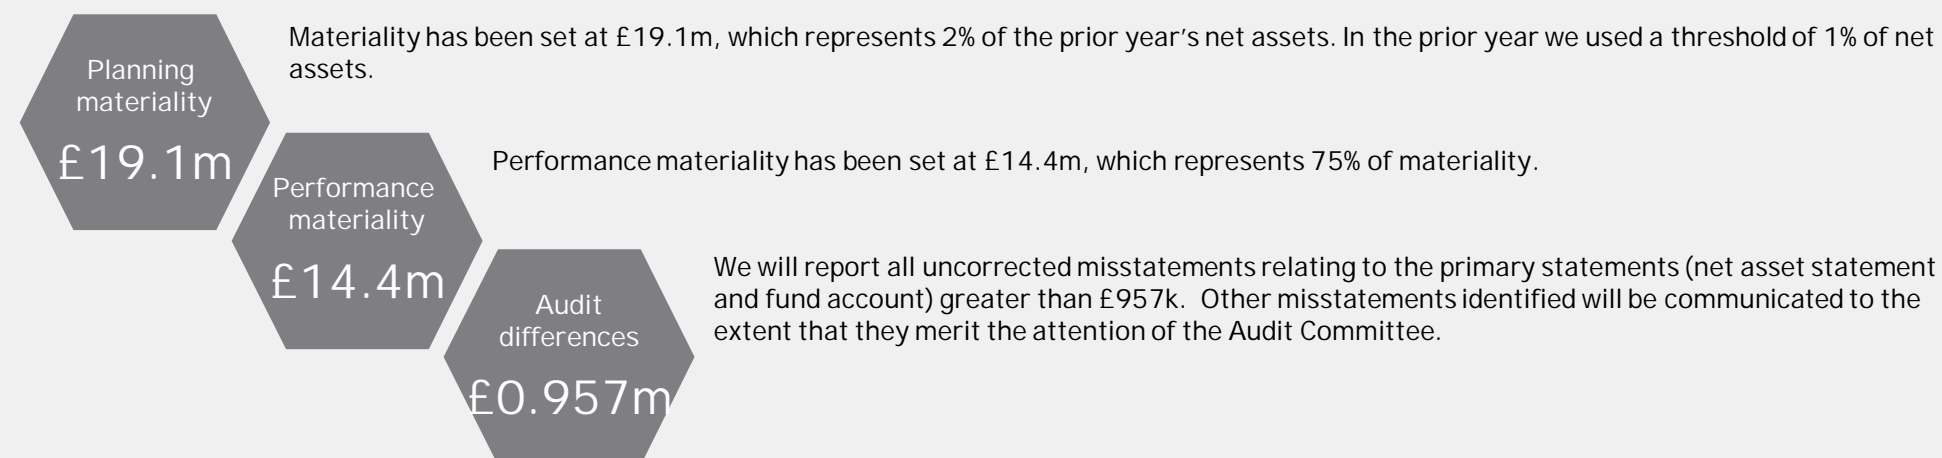 Planning
materiality
£19.1m
Materiality has been set at £19.1m, which represents 2% of the prior year’s net assets. In the prior year we used a threshold of 1% of net
assets.
Performance
materiality
£14.4m
Performance materiality has been set at £14.4m, which represents 75% of materiality.
Audit
differences
£0.957m
We will report all uncorrected misstatements relating to the primary statements (net asset statement
and fund account) greater than £957k. Other misstatements identified will be communicated to the
extent that they merit the attention of the Audit Committee.